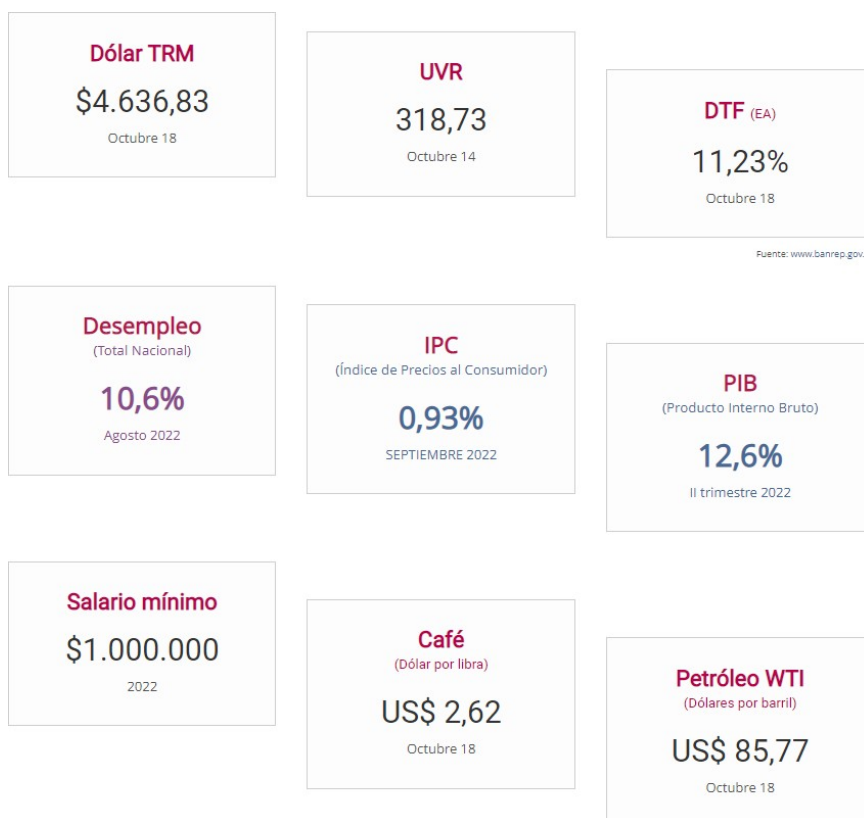 Dólar TRM
$4.636,83
Octubre 18
UVR
318,73
Octubre 14
DTF (EA)
11,23%
Octubre 18
Fuente: www.banrep.gov.
Desempleo
(Total Nacional)
10,6%
Agosto 2022
IPC
(Índice de Precios al Consumidor)
0,93%
SEPTIEMBRE 2022
PIB
(Producto Interno Bruto)
12,6%
II trimestre 2022
Salario mínimo
$1.000.000
2022
Café
(Dólar por libra)
US$ 2,62
Octubre 18
Petróleo WTI
(Dólares por barril)
US$ 85,77
Octubre 18